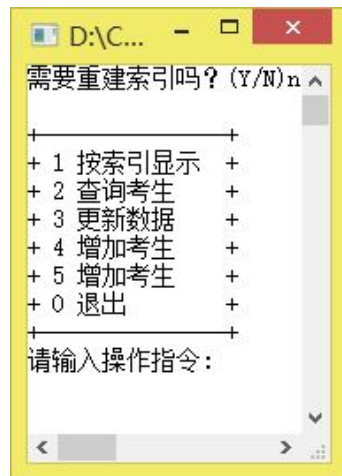 D:\C...
需要重建索引吗？(Y/N)n
+————————+
+ 1 按索引显示 +
+ 2 查询考生 +
+ 3 更新数据 +
+ 4 增加考生 +
+ 5 增加考生 +
+ 0 退出 +
+————————+
请输入操作指令: